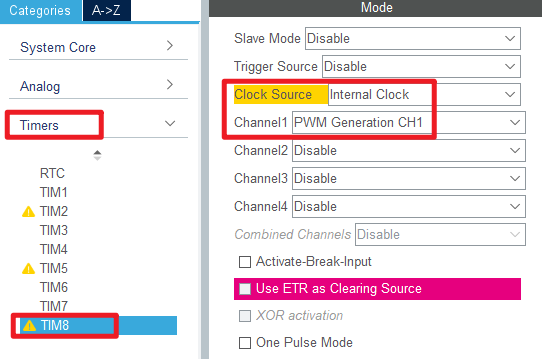 Categories A->Z
System Core
Analog
Timers
RTC
TIM1
TIM2
TIM3
TIM4
TIM5
TIM6
TIM7
TIM8
Mode
Slave Mode Disable
Trigger Source Disable
Clock Source Internal Clock
Channel1 PWM Generation CH1
Channel2 Disable
Channel3 Disable
Channel4 Disable
Combined Channels Disable
Activate-Break-Input
Use ETR as Clearing Source
XOR activation
One Pulse Mode